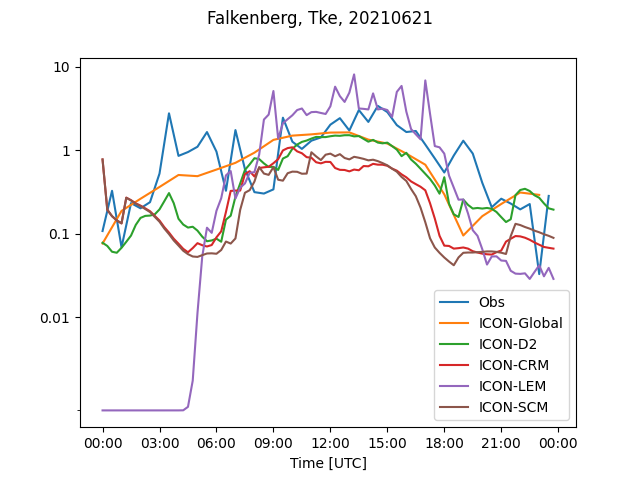 Falkenberg, Tke, 20210621
10
1
0.1
0.01
Obs
ICON-Global
ICON-D2
ICON-CRM
ICON-LEM
ICON-SCM
00:00 03:00 06:00 09:00 12:00 15:00 18:00 21:00 00:00
Time [UTC]